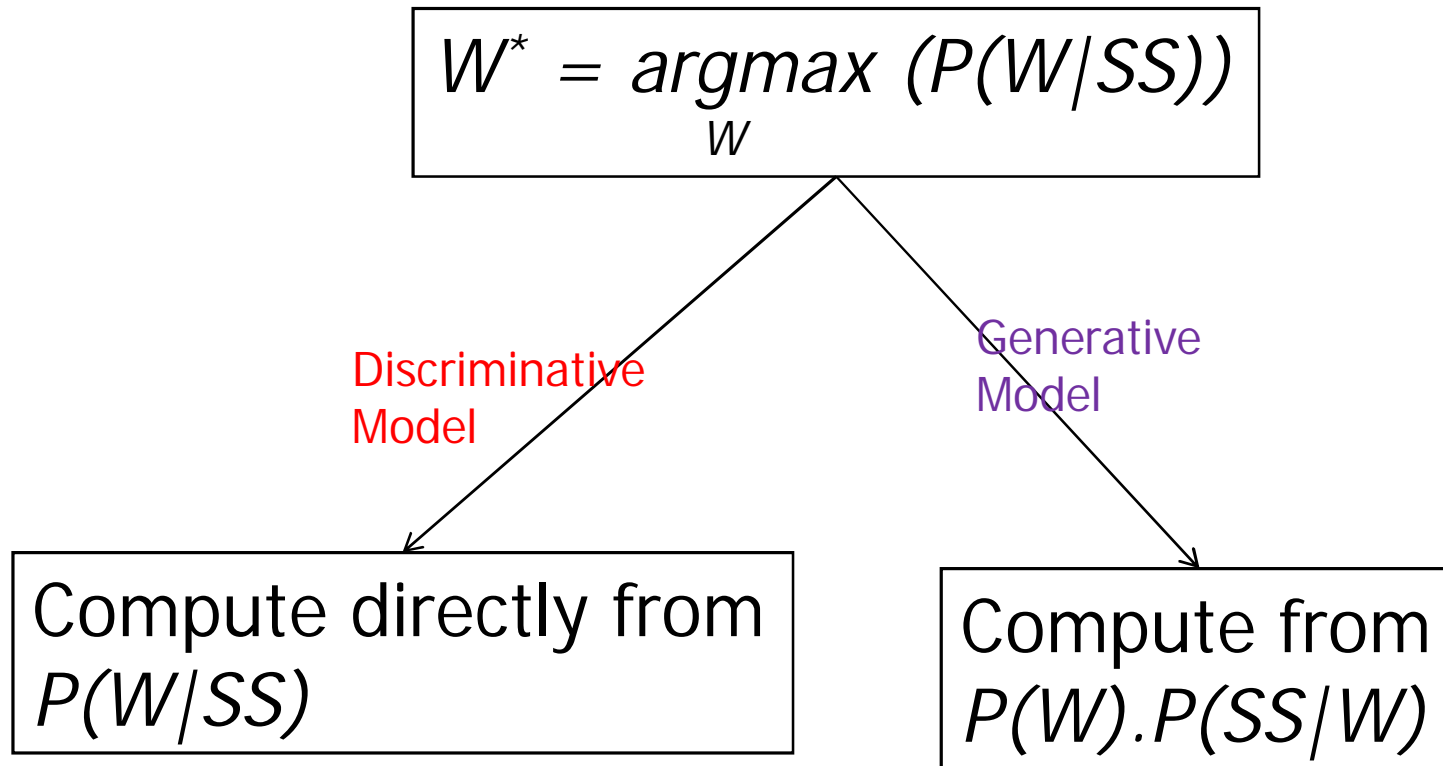 W* = argmax (P(W|SS))
W
Discriminative
Model
Generative
Model
Compute directly from
P(W|SS)
Compute from
P(W).P(SS|W)